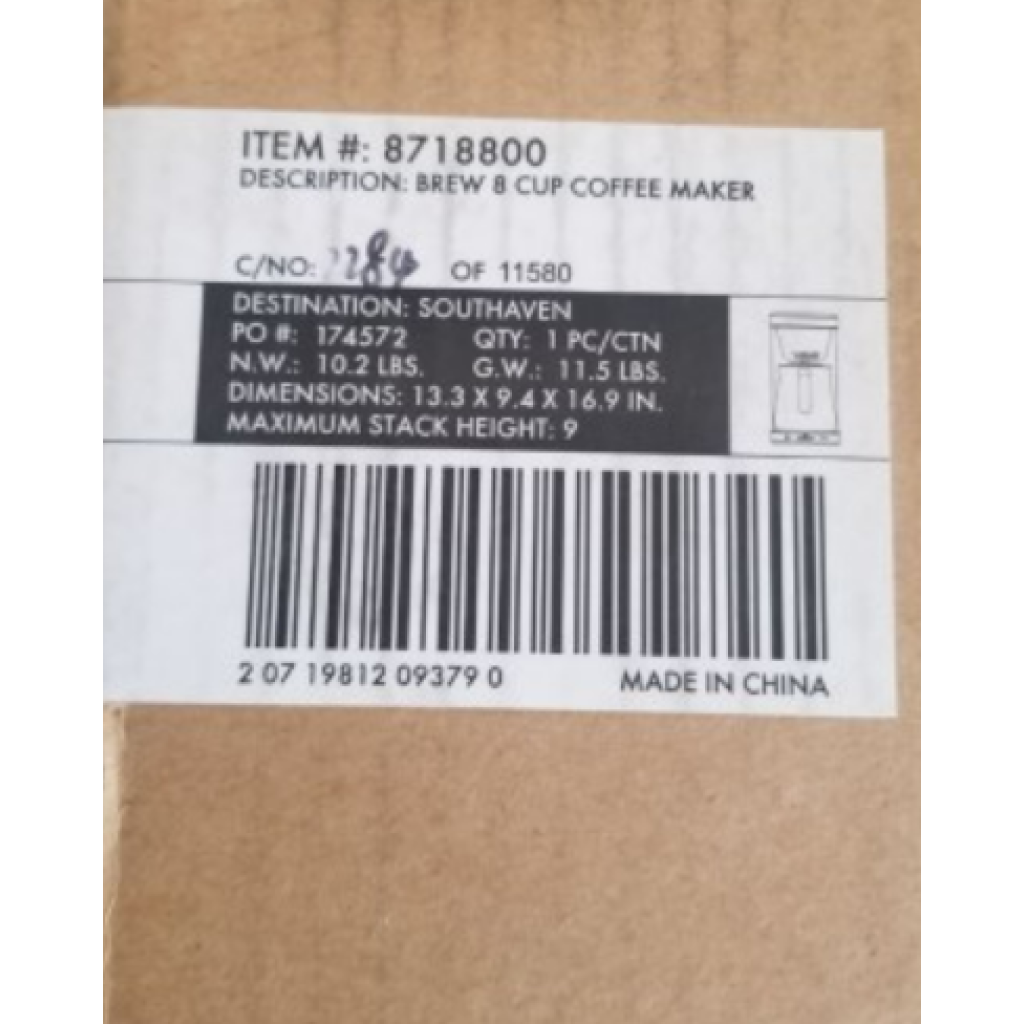 ITEM #: 8718800
DESCRIPTION: BREW 8 CUP COFFEE MAKER
C/NO: OF 11580
DESTINATION: SOUTHAVEN
PO #: 174572 QTY: 1 PC/CTN
N.W.: 10.2 LBS. G.W.: 11.5 LBS.
DIMENSIONS: 13.3 X 9.4 X 16.9 IN.
MAXIMUM STACK HEIGHT: 9
2 07 19812 09379 0 MADE IN CHINA